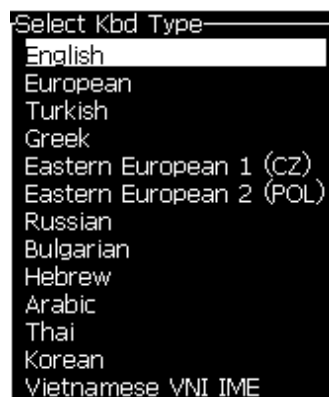 Select Kbd Type
English
European
Turkish
Greek
Eastern European 1 (CZ)
Eastern European 2 (POL)
Russian
Bulgarian
Hebrew
Arabic
Thai
Korean
Vietnamese VNI IME